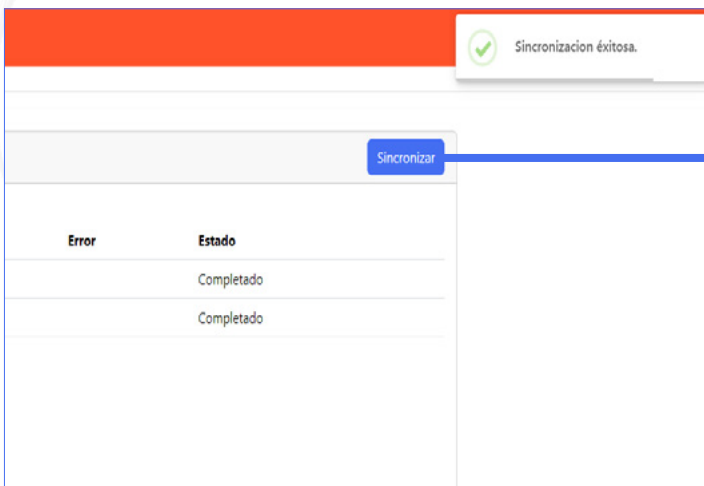 Sincronizacion éxitosa.
Sincronizar
Error Estado
Completado
Completado